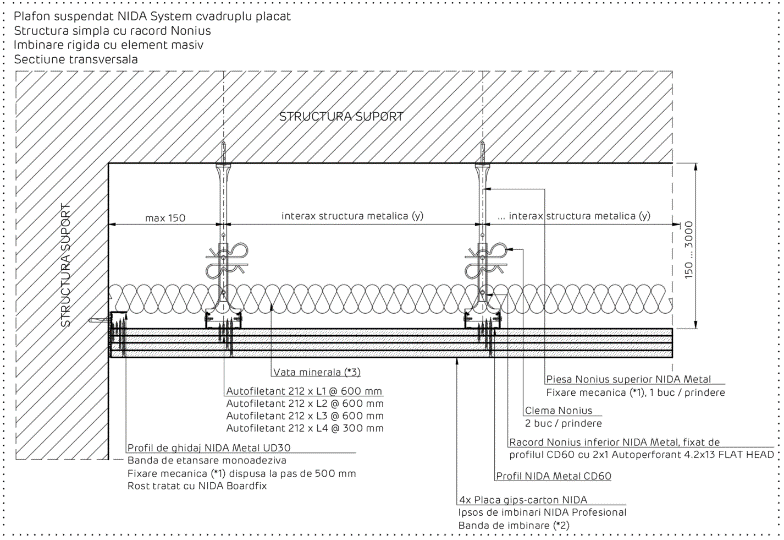 Plafon suspendat NIDA System cvadruplu placat
Structura simpla cu racord Nonius
Imbinare rigida cu element masiv
Sectiune transversala
STRUCTURA SUPORT
STRUCTURA SUPORT
max 150
interax structura metalica (y)
... interax structura metalica (y)
150 ... 3000
Vata minerala (*3)
Autofiletant 212 x L1 @ 600 mm
Autofiletant 212 x L2 @ 600 mm
Autofiletant 212 x L3 @ 600 mm
Autofiletant 212 x L4 @ 300 mm
Profil de ghidaj NIDA Metal UD30
Banda de etansare monoadeziva
Fixare mecanica (*1) dispusa la pas de 500 mm
Rost tratat cu NIDA Boardfix
Piesa Nonius superior NIDA Metal
Fixare mecanica (*1), 1 buc / prindere
Clema Nonius
2 buc / prindere
Racord Nonius inferior NIDA Metal, fixat de
profilul CD60 cu 2x1 Autoperforant 4.2x13 FLAT HEAD
Profil NIDA Metal CD60
4x Placa gips-carton NIDA
Ipsos de imbinari NIDA Profesional
Banda de imbinare (*2)